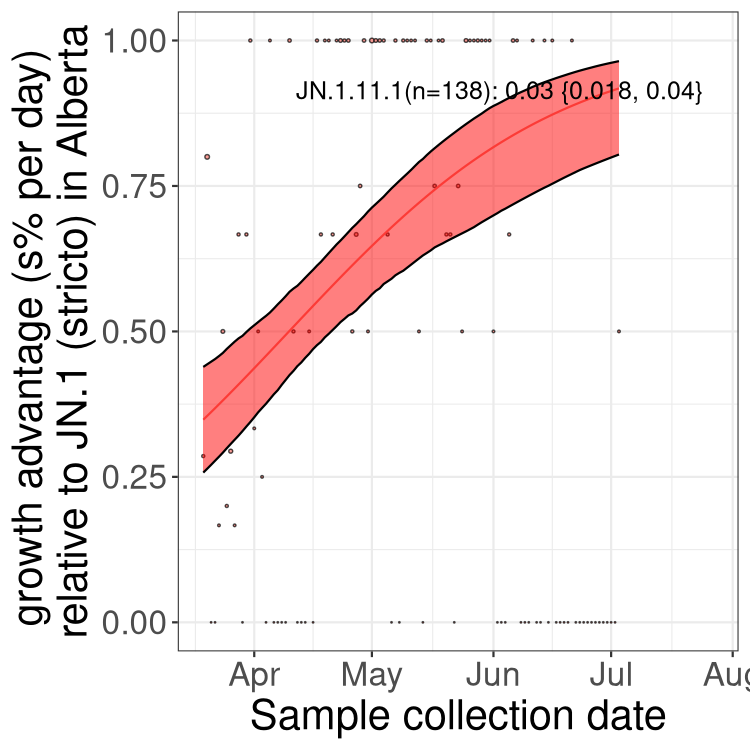 growth advantage (s% per day)
relative to JN.1 (stricto) in Alberta
1.00
0.75
0.50
0.25
0.00
JN.1.11.1(n=138): 0.03 {0.018, 0.04}
Apr May Jun Jul Aug
Sample collection date